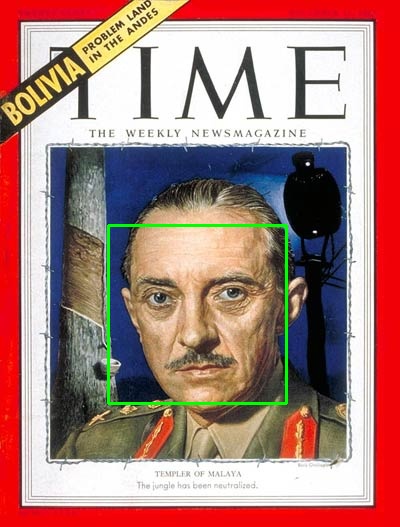 BOLIVIA
PROBLEM LAND
IN THE ANDES
TIME
THE WEEKLY NEWSMAGAZINE
TEMPLER OF MALAYA
The jungle has been neutralized.